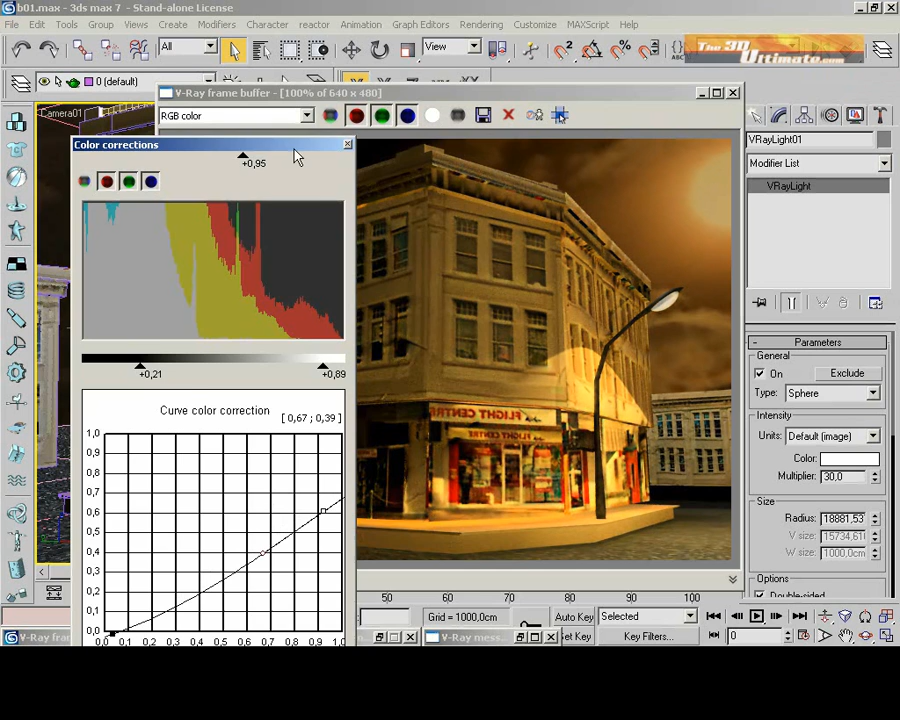 b01.max - 3ds max 7 - Stand-alone License
File Edit Tools Group Views Create Modifiers Character reactor Animation Graph Editors Rendering Customize MAXScript Help
All
View
The 3D
Ultimate.com
0 (default)
V-Ray frame buffer - [100% of 640 x 480]
RGB color
Camera01
Color corrections
+0,95
+0,21
+0,89
Curve color correction
[ 0,67 ; 0,39 ]
1,0
0,9
0,8
0,7
0,6
0,5
0,4
0,3
0,2
0,1
0,0
0,0 0,1 0,2 0,3 0,4 0,5 0,6 0,7 0,8 0,9 1,0
FLIGHT CENTRE
VRayLight01
Modifier List
VRayLight
Parameters
General
On
Exclude
Type: Sphere
Intensity
Units: Default (image)
Color:
Multiplier: 30,0
Size
Radius: 18881,53
V size: 15734,61
W size: 1000,0cm
Options
Double-sided
50 60 70 80 90 100
Grid = 1000,0cm
Auto Key
Selected
Set Key
Key Filters...
0
V-Ray fra
V-Ray mess